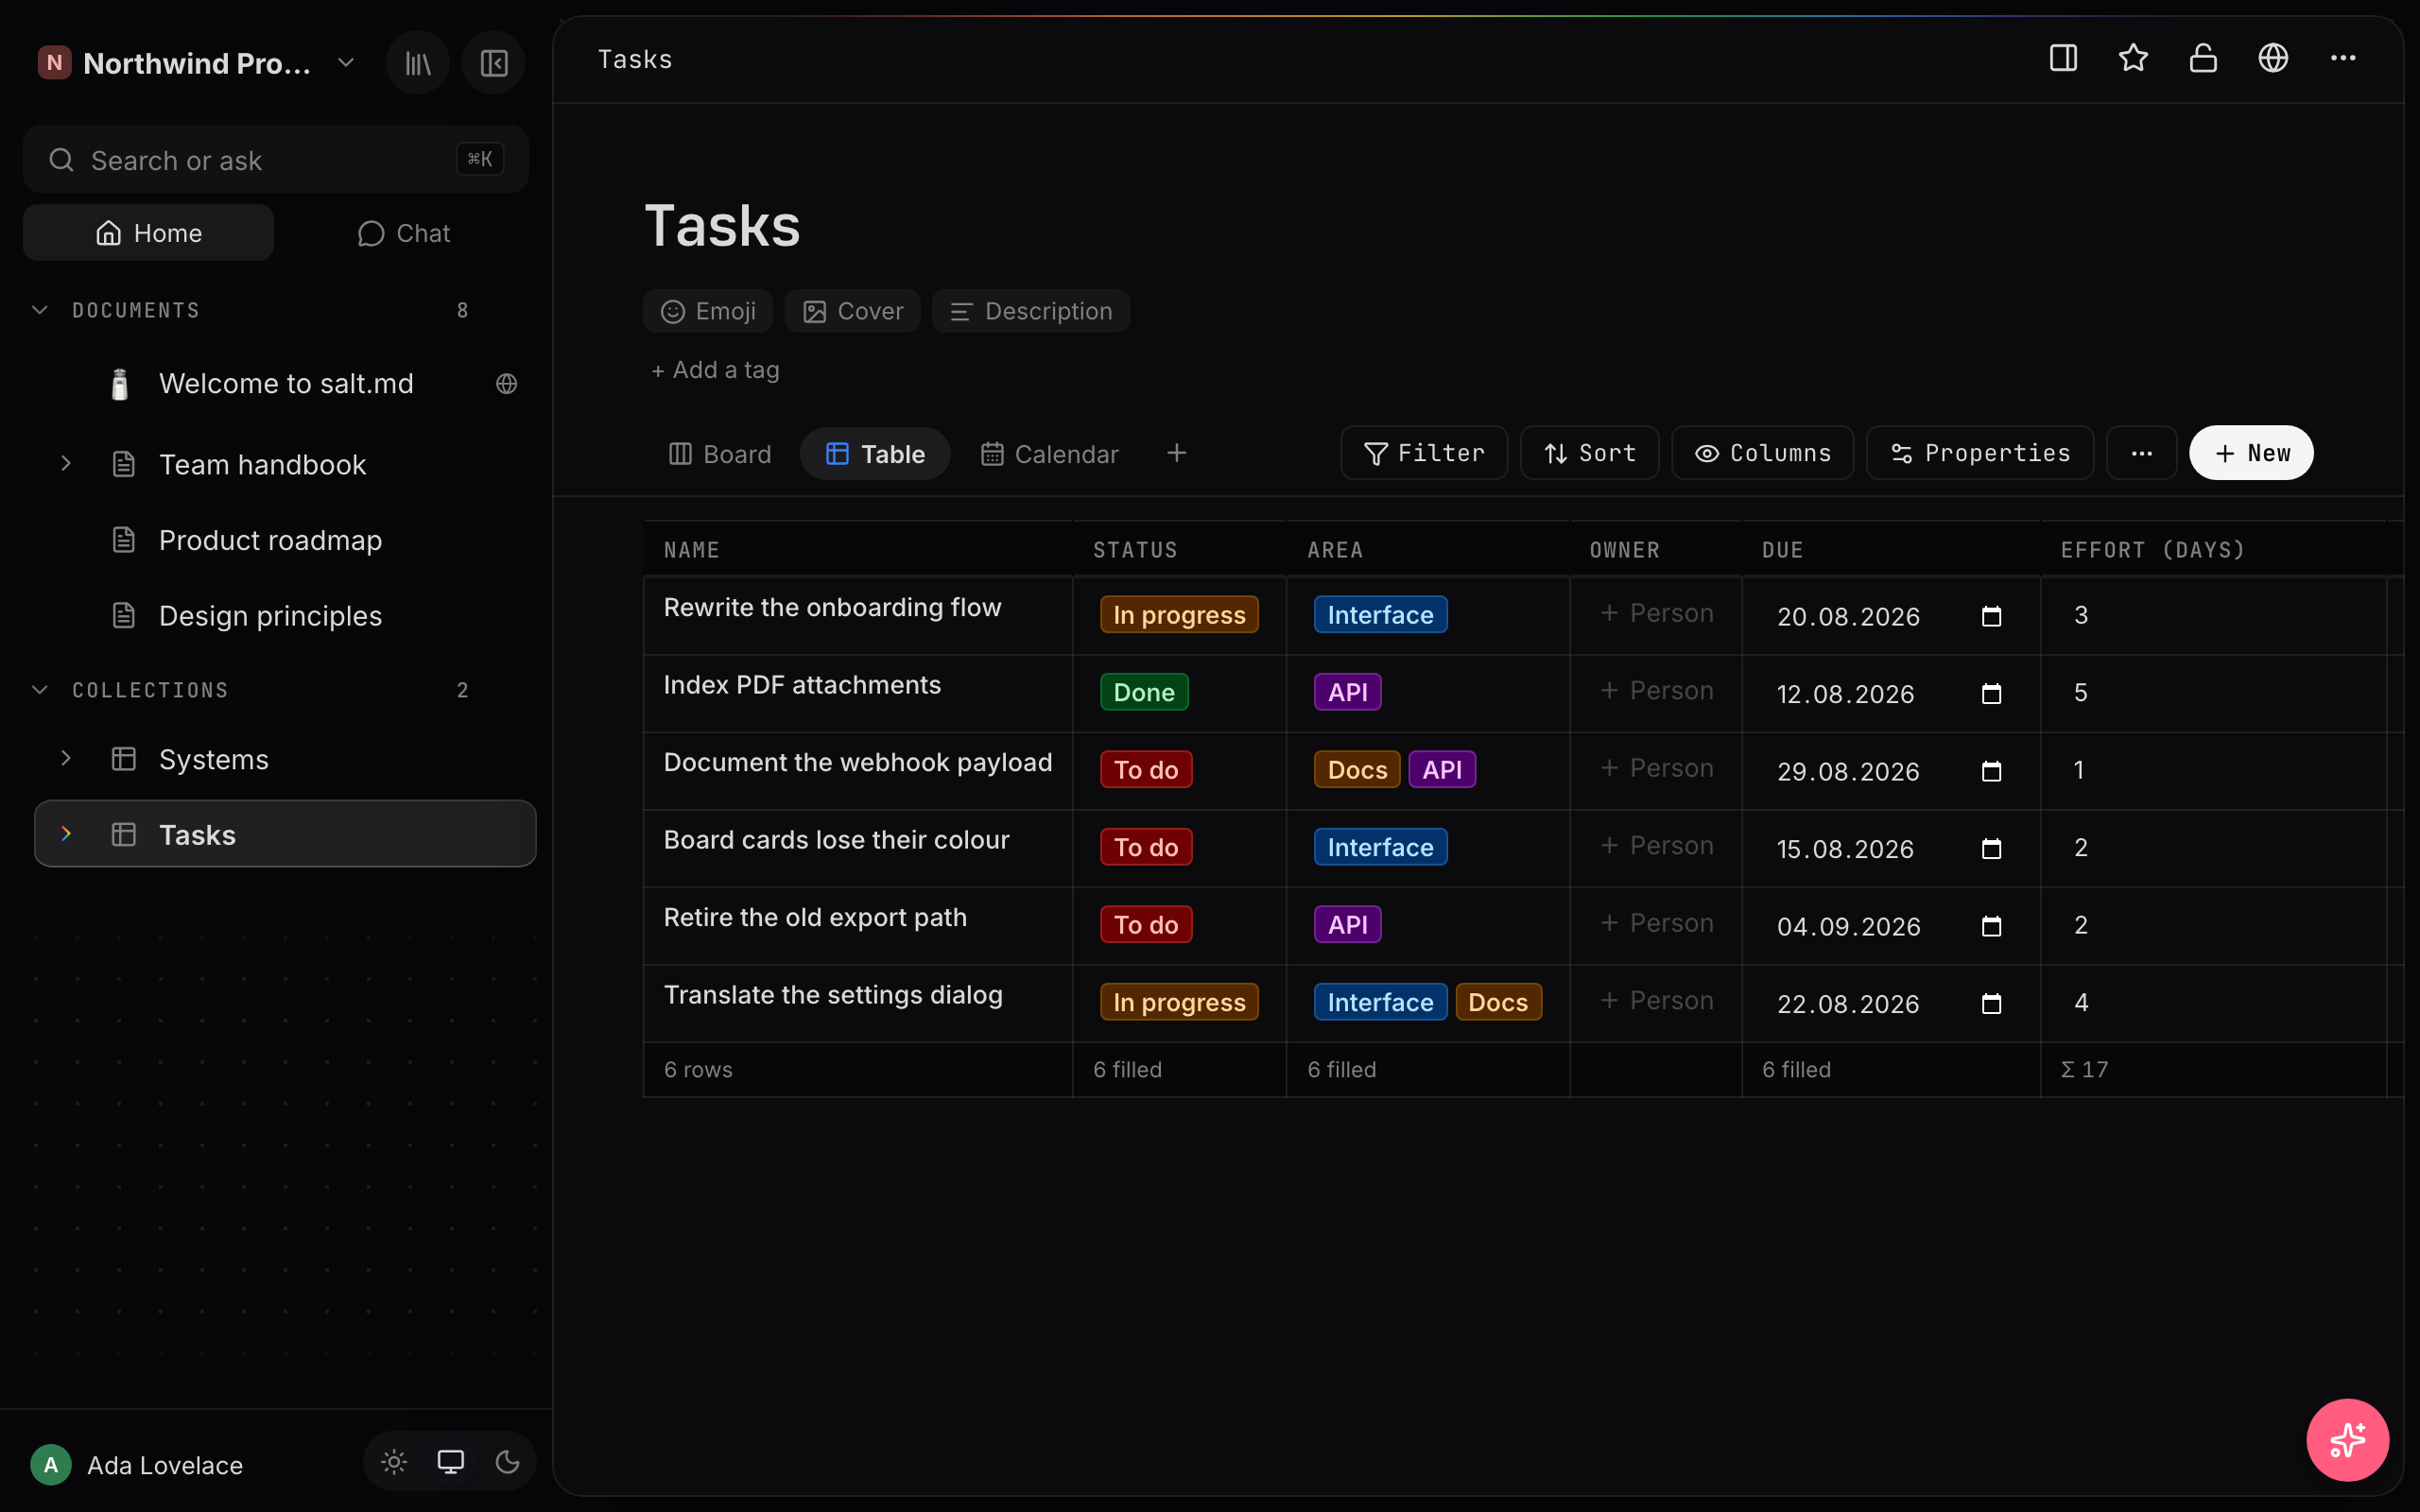 N Northwind Pro...
Search or ask ⌘K
Home Chat
DOCUMENTS 8
Welcome to salt.md
Team handbook
Product roadmap
Design principles
COLLECTIONS 2
Systems
Tasks
A Ada Lovelace
Tasks
Tasks
Emoji Cover Description
+ Add a tag
Board Table Calendar +
Filter Sort Columns Properties ... + New
NAME STATUS AREA OWNER DUE EFFORT (DAYS)
Rewrite the onboarding flow In progress Interface + Person 20.08.2026 3
Index PDF attachments Done API + Person 12.08.2026 5
Document the webhook payload To do Docs API + Person 29.08.2026 1
Board cards lose their colour To do Interface + Person 15.08.2026 2
Retire the old export path To do API + Person 04.09.2026 2
Translate the settings dialog In progress Interface Docs + Person 22.08.2026 4
6 rows 6 filled 6 filled 6 filled Σ 17